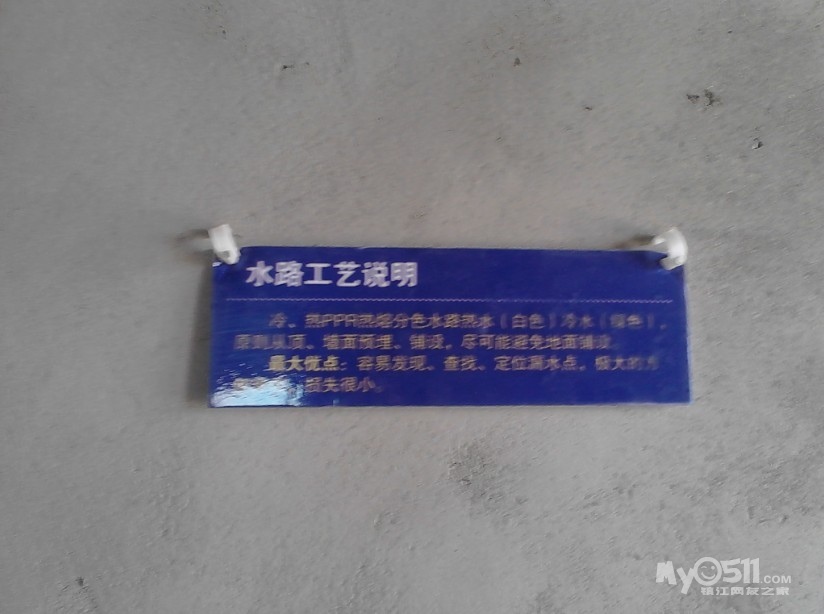 水路工艺说明
冷、热PPR热熔分色水路热水（白色）冷水（绿色），
原则从顶、墙面预埋、铺设，尽可能避免地面铺设。
最大优点：容易发现、查找、定位漏水点，极大的方
损失很小。
My0511.COM
镇江网友之家